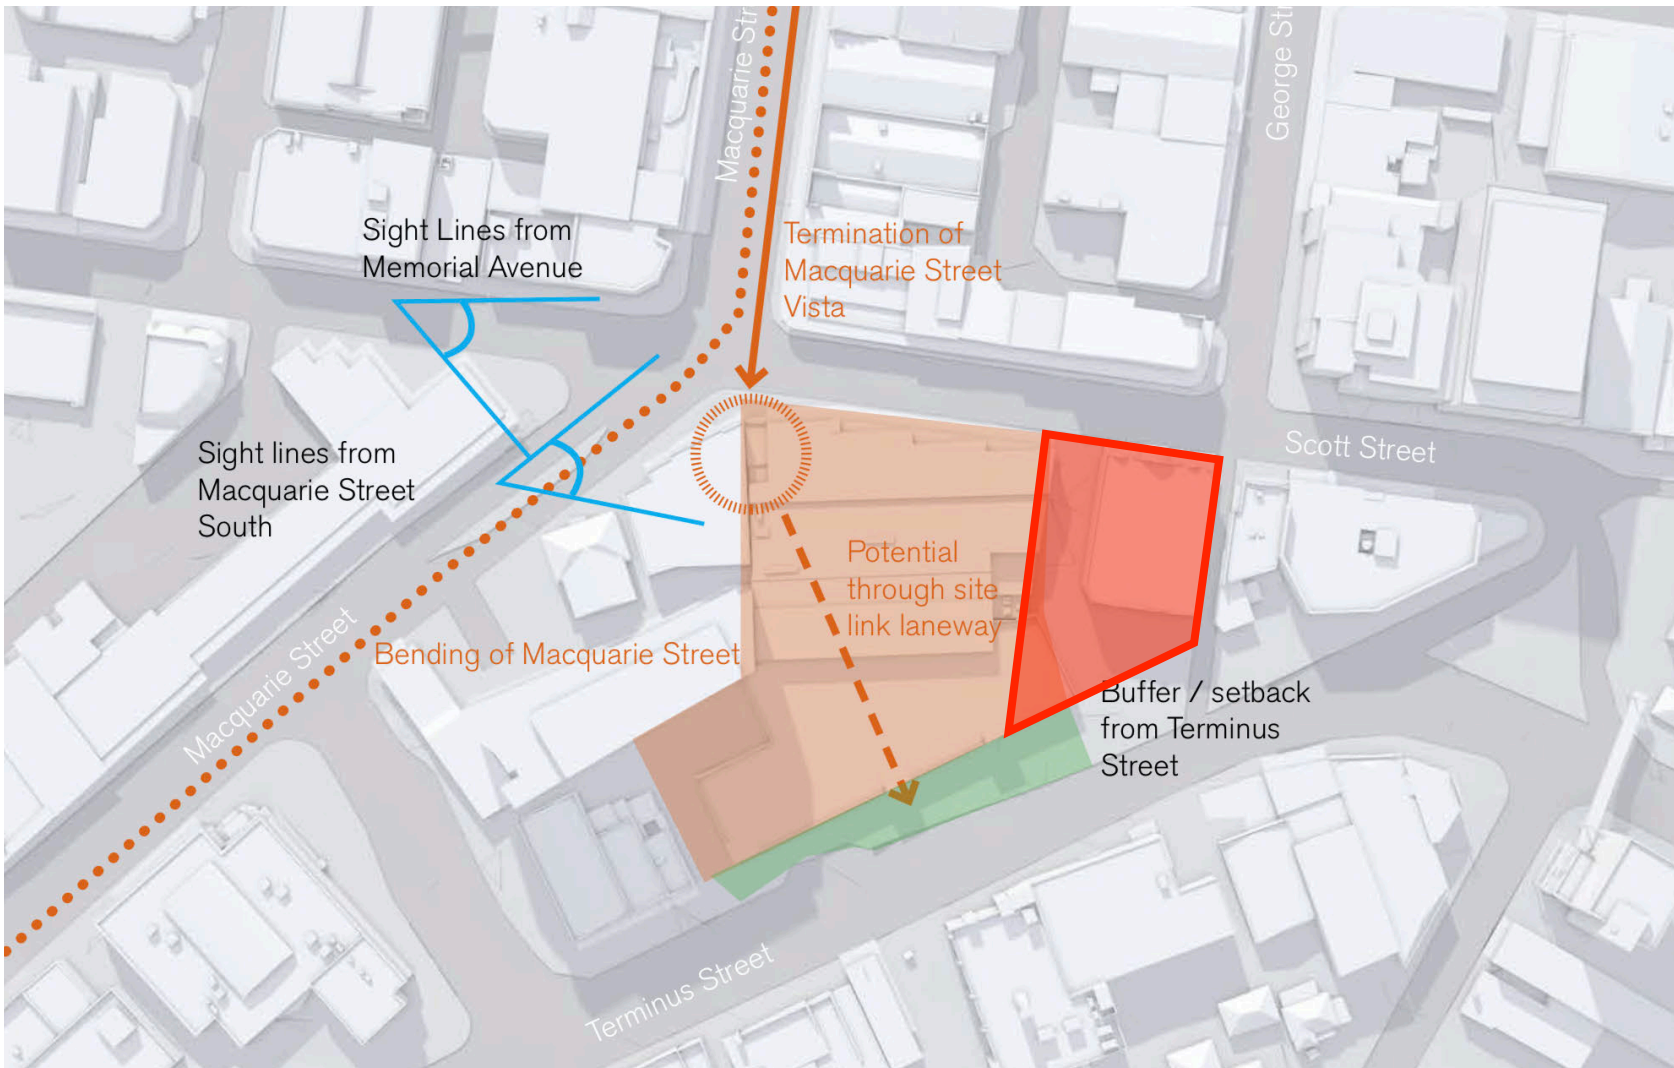 Macquarie Str
George Str
Sight Lines from
Memorial Avenue
Termination of
Macquarie Street
Vista
Sight lines from
Macquarie Street
South
Scott Street
Potential
through site
link laneway
Bending of Macquarie Street
Macquarie Street
Buffer / setback
from Terminus
Street
Terminus Street